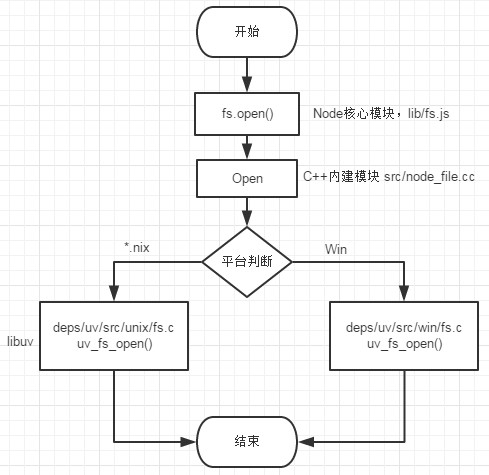 开始
fs.open()
Node核心模块，lib/fs.js
Open
C++内建模块 src/node_file.cc
*.nix
平台判断
Win
libuv
deps/uv/src/unix/fs.c
uv_fs_open()
deps/uv/src/win/fs.c
uv_fs_open()
结束